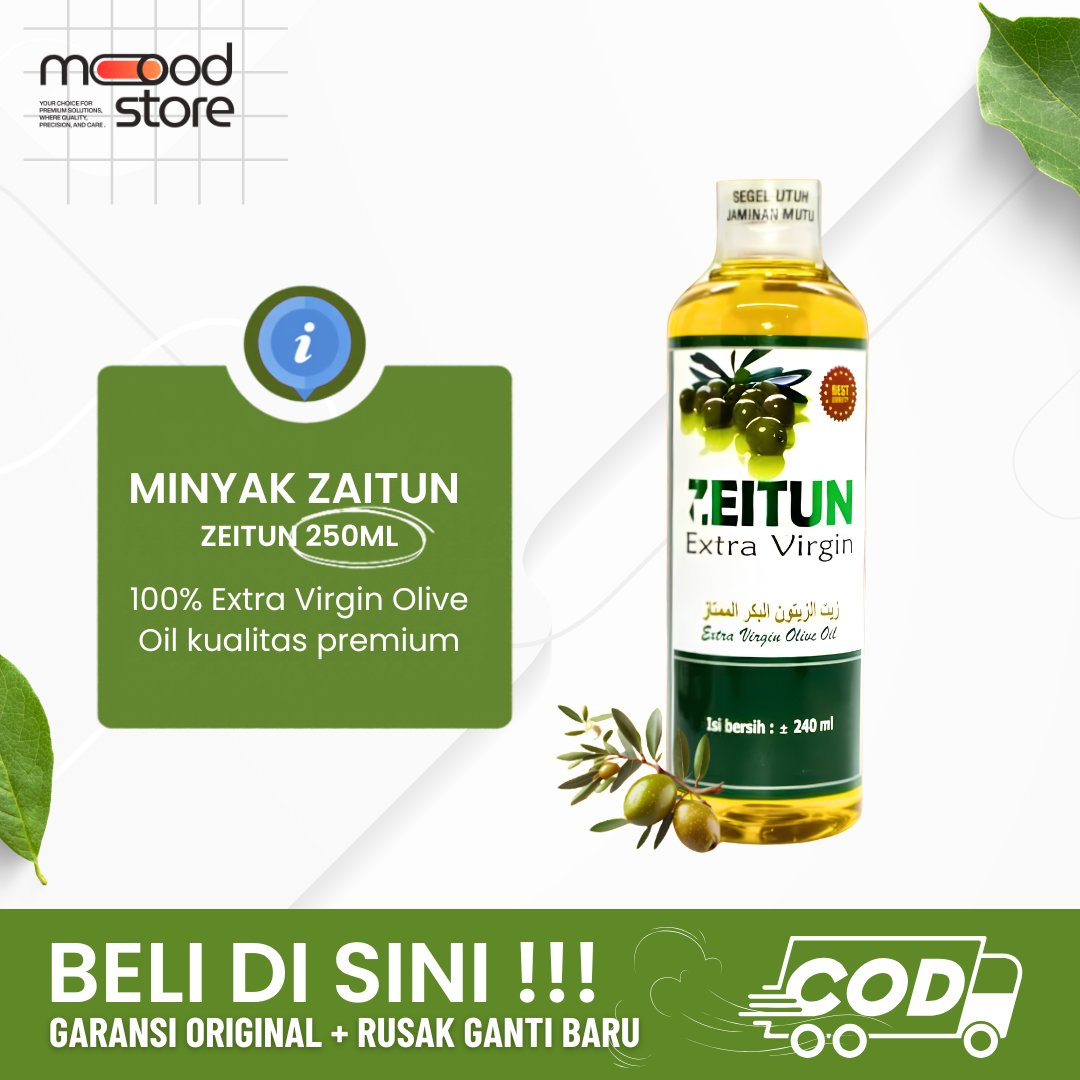 moood
store
YOUR CHOICE FOR
PREMIUM SOLUTIONS,
WHERE QUALITY,
PRECISION, AND CARE.
SEGEL UTUH
JAMINAN MUTU
i
BEST
QUALITY
MINYAK ZAITUN
ZEITUN 250ML
100% Extra Virgin Olive
Oil kualitas premium
ZEITUN
Extra Virgin
زيت الزيتون البكر الممتاز
Extra Virgin Olive Oil
Isi bersih : ± 240 ml
BELI DI SINI !!!
GARANSI ORIGINAL + RUSAK GANTI BARU
COD